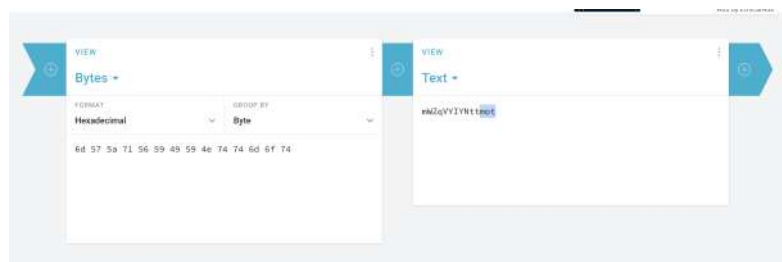 VIEW
Bytes
FORMAT
Hexadecimal
GROUP BY
Byte
6d 57 5a 71 56 59 49 59 4e 74 74 6d 6f 74
VIEW
Text
mWZqVYIYNttmot